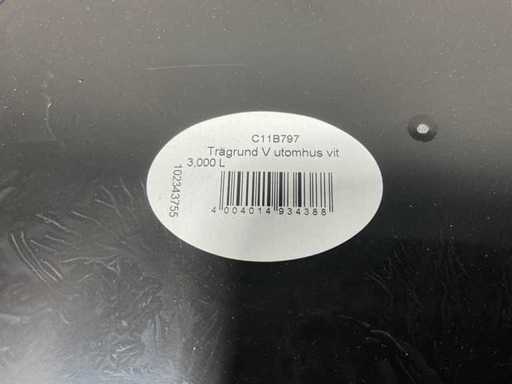 C11B797
Trägrund V utomhus vit
3,000 L
102343755
4 004014 934388